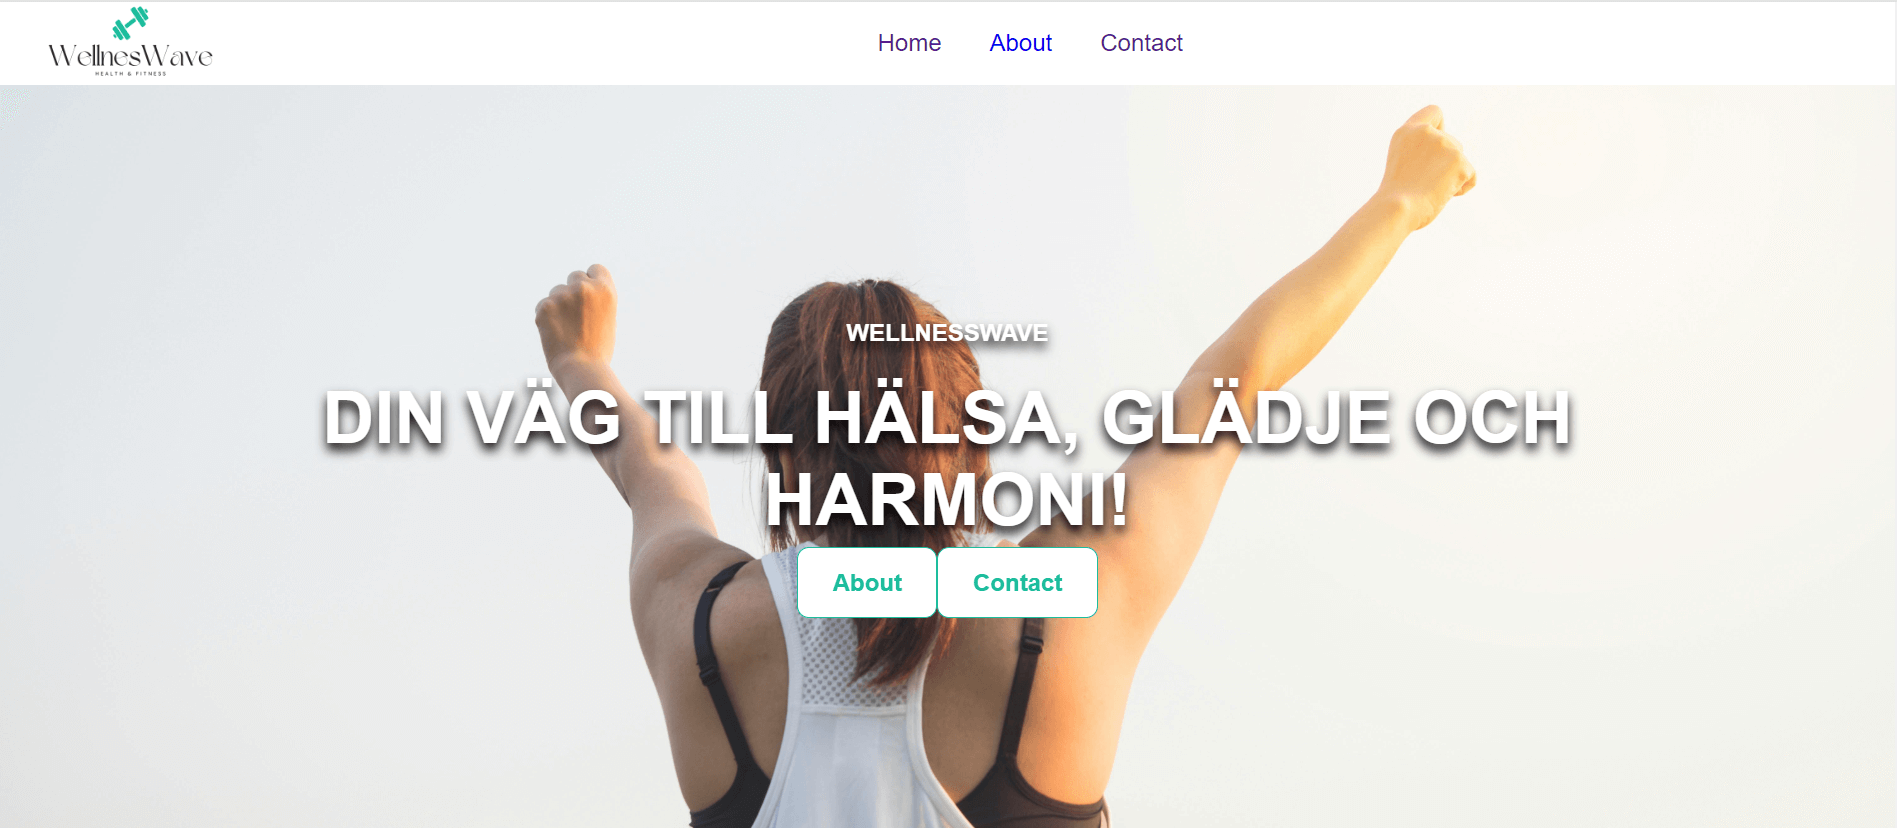 WellnesWave
HEALTH & FITNESS
Home About Contact
WELLNESSWAVE
DIN VÄG TILL HÄLSA, GLÄDJE OCH
HARMONI!
About Contact